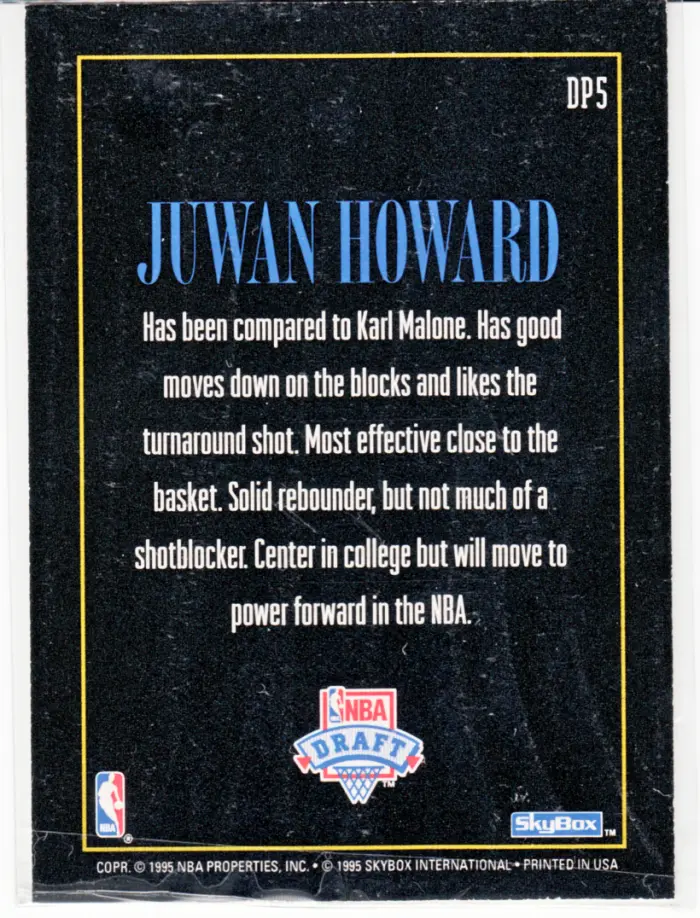 DP5
JUWAN HOWARD
Has been compared to Karl Malone. Has good
moves down on the blocks and likes the
turnaround shot. Most effective close to the
basket. Solid rebounder, but not much of a
shotblocker. Center in college but will move to
power forward in the NBA.
NBA
DRAFT
TM
NBA
®
SkyBox TM
COPR. © 1995 NBA PROPERTIES, INC. • © 1995 SKYBOX INTERNATIONAL • PRINTED IN USA